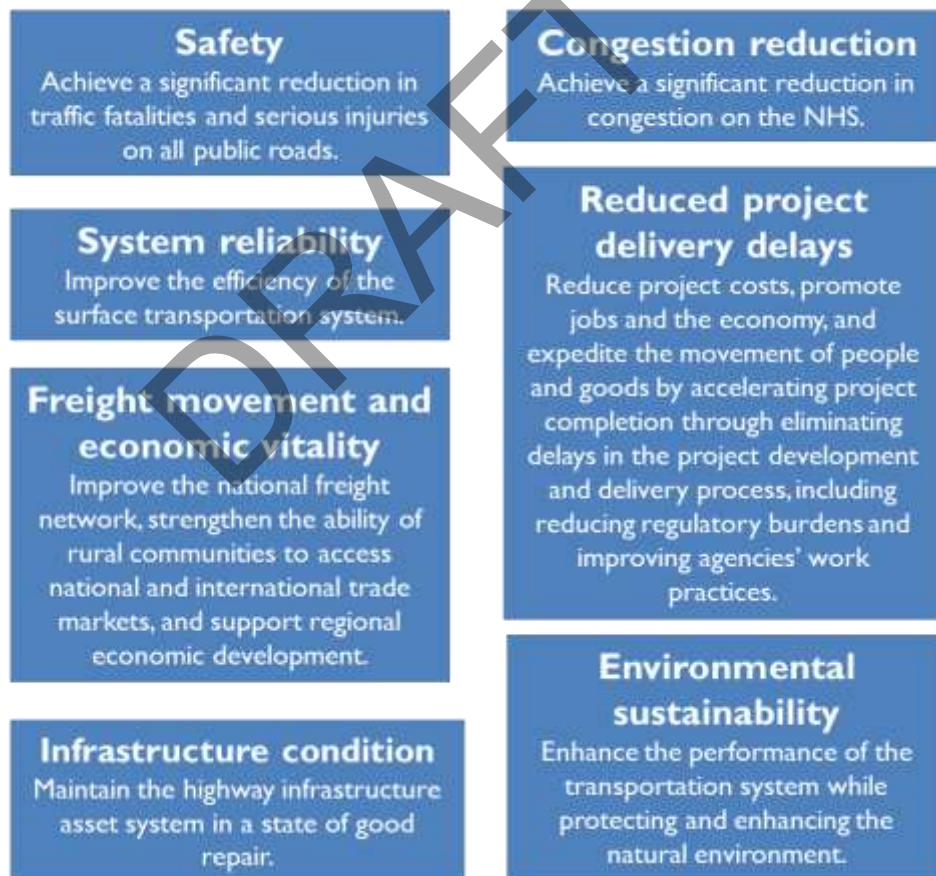 Safety
Achieve a significant reduction in
traffic fatalities and serious injuries
on all public roads.
System reliability
Improve the efficiency of the
surface transportation system.
Freight movement and
economic vitality
Improve the national freight
network, strengthen the ability of
rural communities to access
national and international trade
markets, and support regional
economic development.
Infrastructure condition
Maintain the highway infrastructure
asset system in a state of good
repair.
Congestion reduction
Achieve a significant reduction in
congestion on the NHS.
Reduced project
delivery delays
Reduce project costs, promote
jobs and the economy, and
expedite the movement of people
and goods by accelerating project
completion through eliminating
delays in the project development
and delivery process, including
reducing regulatory burdens and
improving agencies' work
practices.
Environmental
sustainability
Enhance the performance of the
transportation system while
protecting and enhancing the
natural environment.
DRAFT